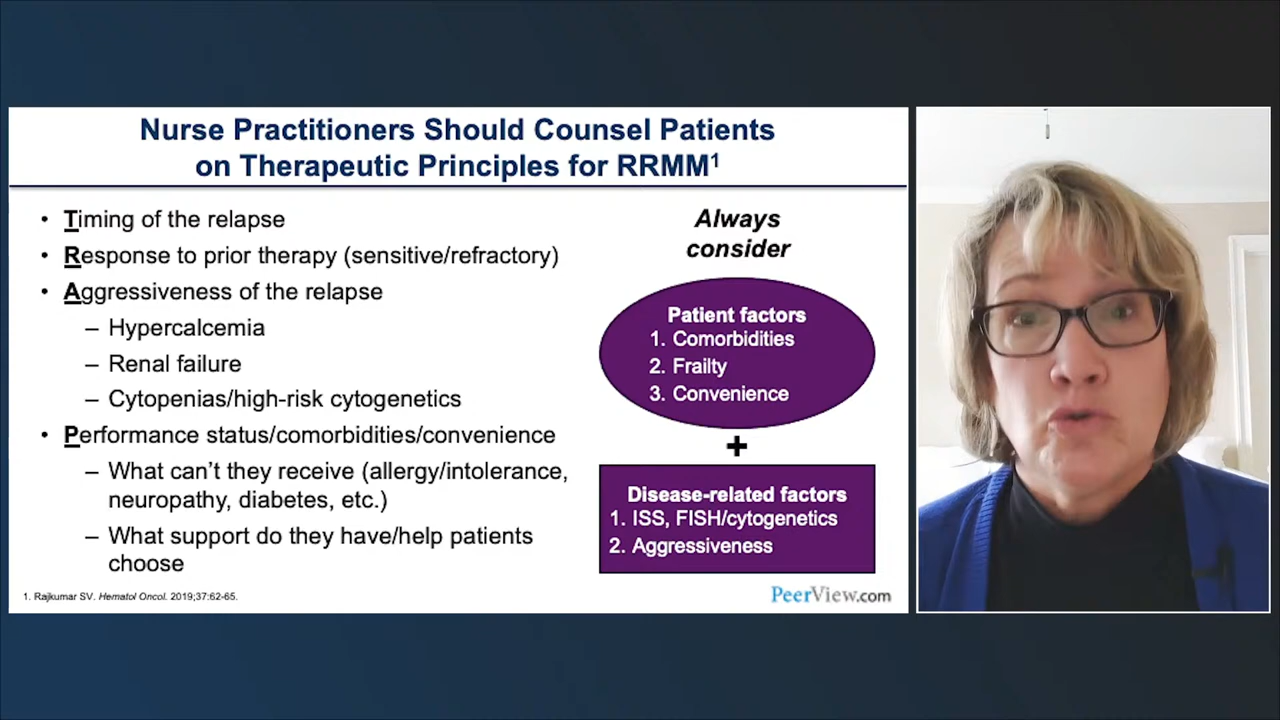 Nurse Practitioners Should Counsel Patients
on Therapeutic Principles for RRMM1
• Timing of the relapse
• Response to prior therapy (sensitive/refractory)
• Aggressiveness of the relapse
– Hypercalcemia
– Renal failure
– Cytopenias/high-risk cytogenetics
• Performance status/comorbidities/convenience
– What can't they receive (allergy/intolerance,
neuropathy, diabetes, etc.)
– What support do they have/help patients
choose
Always
consider
Patient factors
1. Comorbidities
2. Frailty
3. Convenience
+
Disease-related factors
1. ISS, FISH/cytogenetics
2. Aggressiveness
1. Rajkumar SV. Hematol Oncol. 2019;37:62-65.
PeerView.com